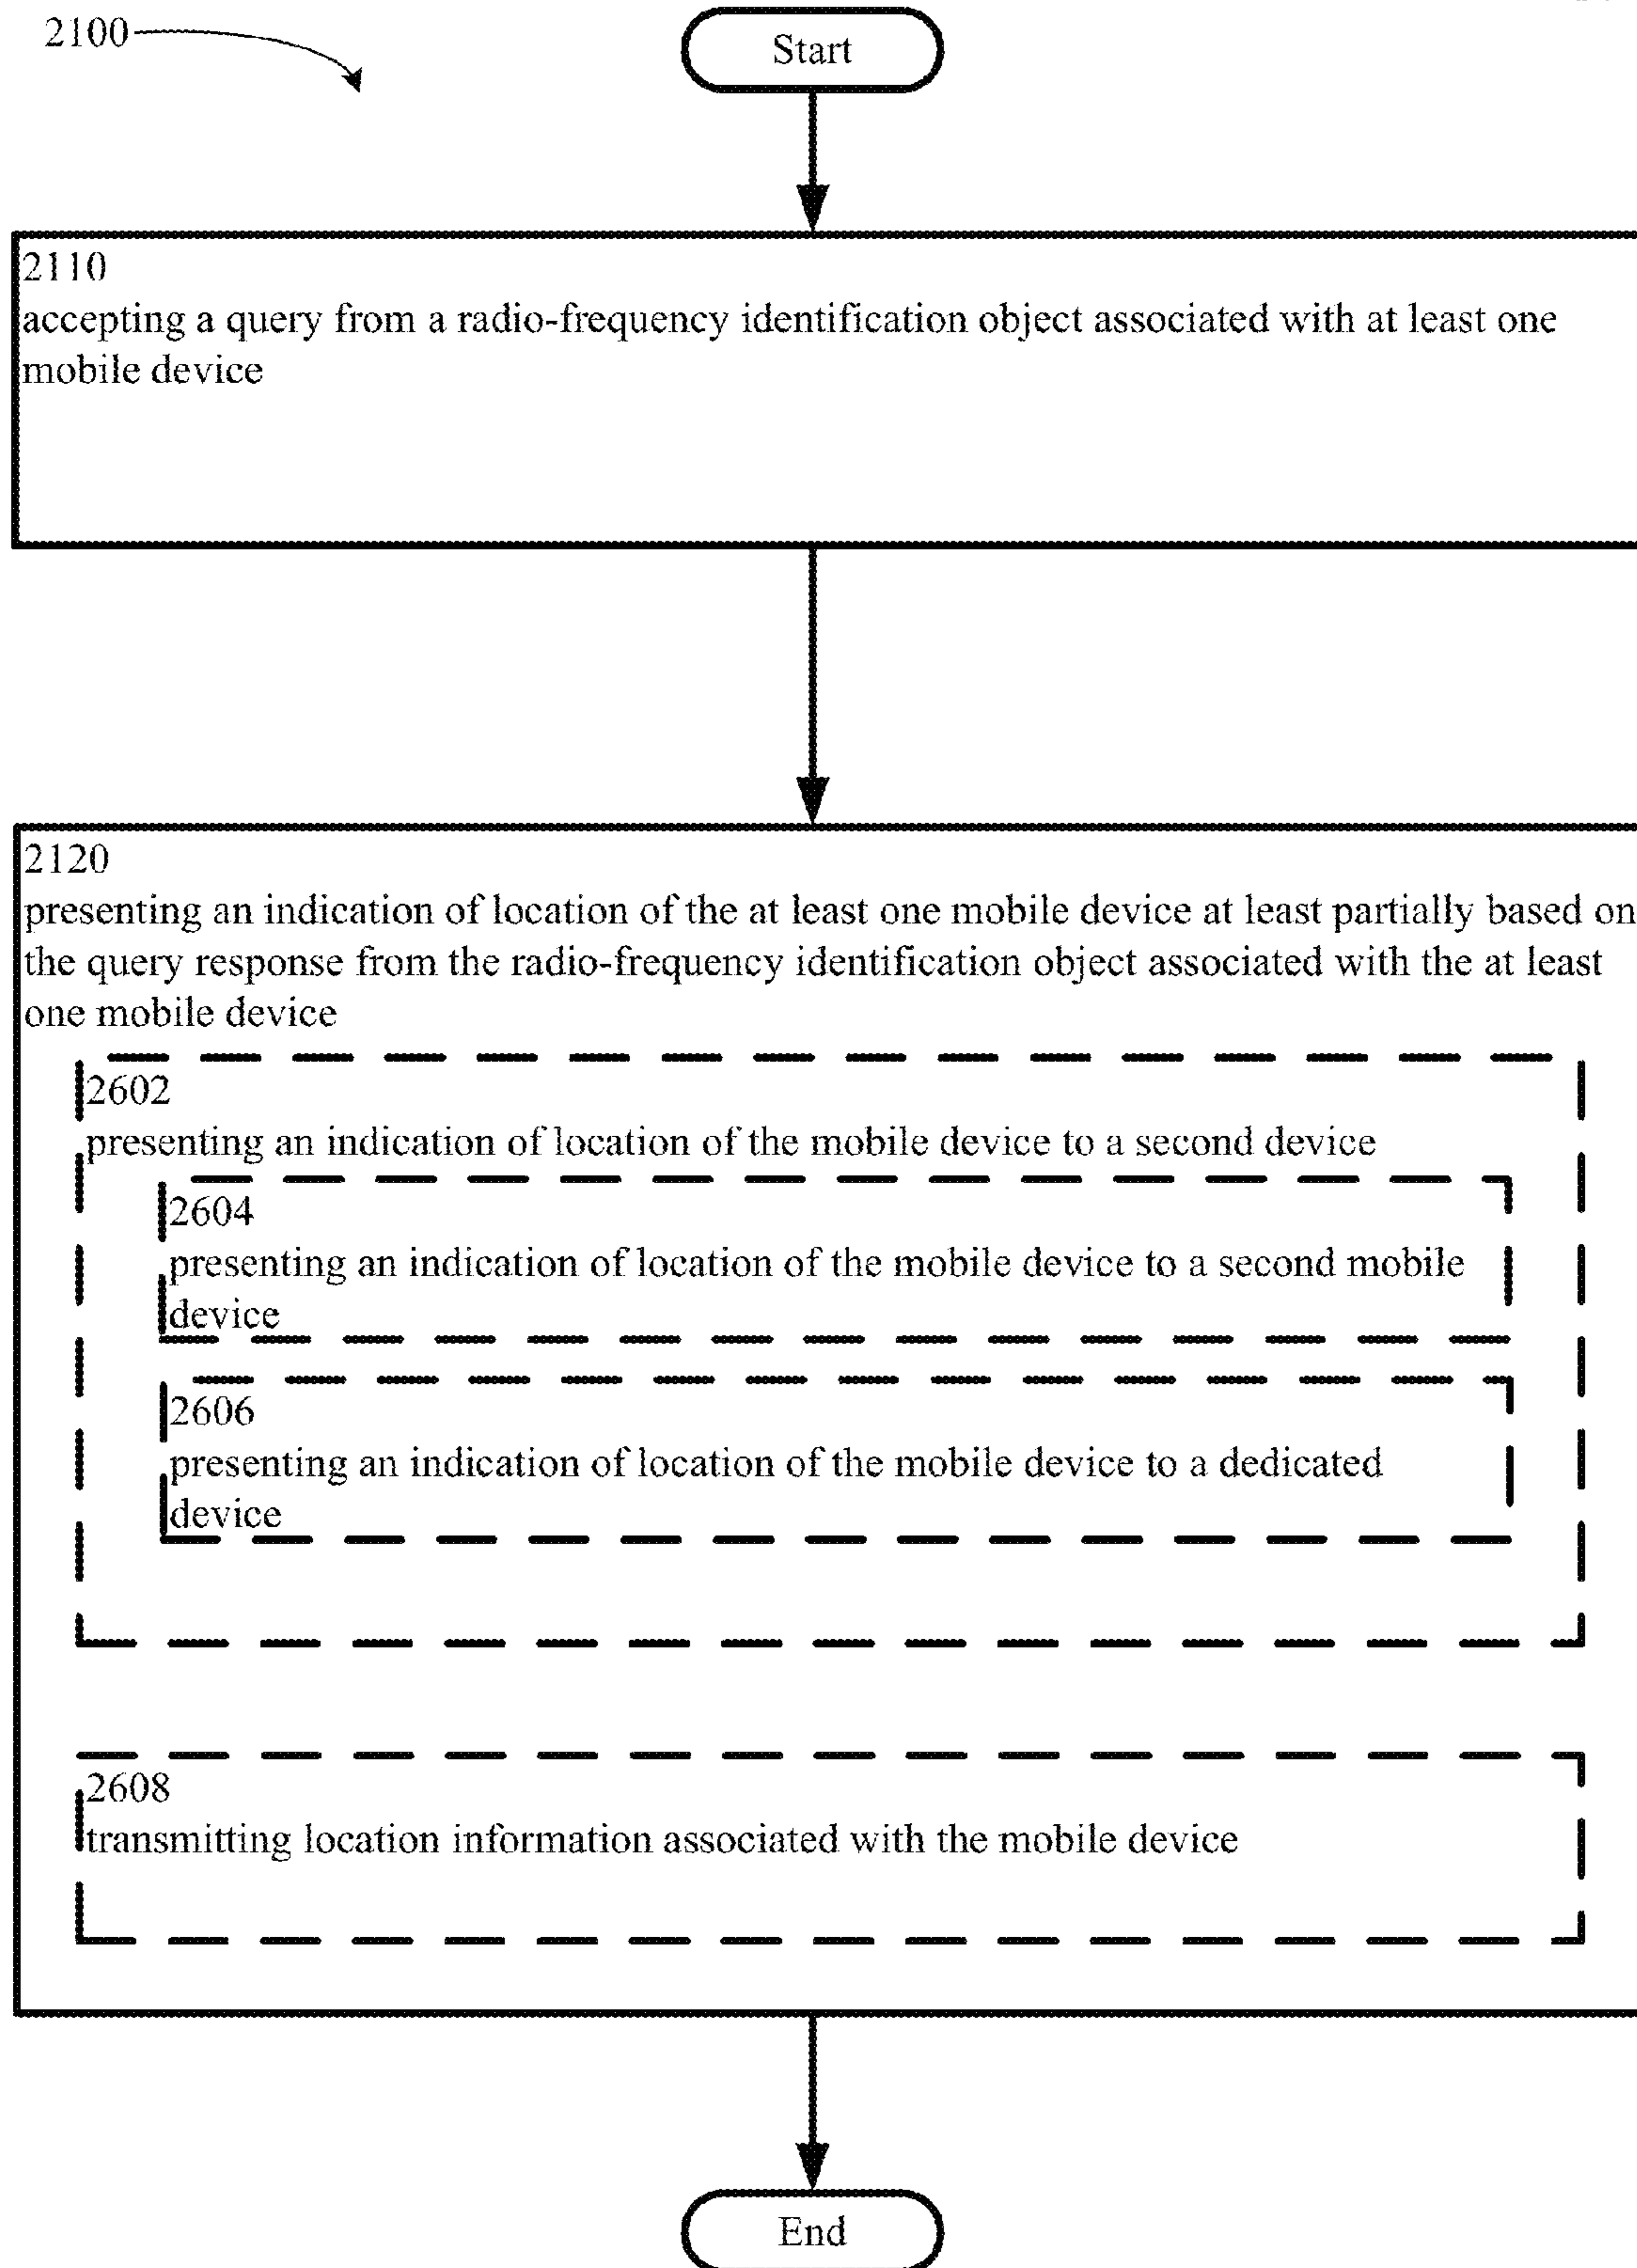 2100
Start
2110
accepting a query from a radio-frequency identification object associated with at least one
mobile device
2120
presenting an indication of location of the at least one mobile device at least partially based on
the query response from the radio-frequency identification object associated with the at least
one mobile device
2602
presenting an indication of location of the mobile device to a second device
2604
presenting an indication of location of the mobile device to a second mobile
device
2606
presenting an indication of location of the mobile device to a dedicated
device
2608
transmitting location information associated with the mobile device
End